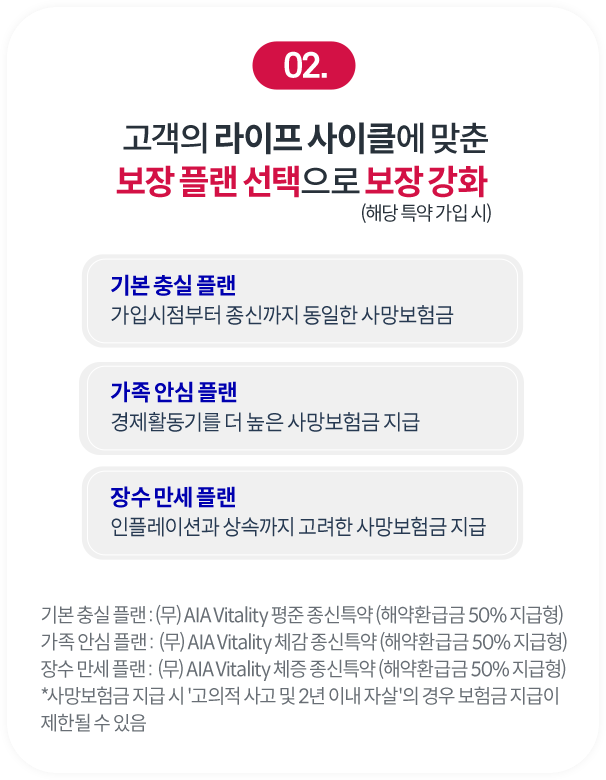 02.
고객의 라이프 사이클에 맞춘
보장 플랜 선택으로 보장 강화
(해당 특약 가입 시)
기본 충실 플랜
가입시점부터 종신까지 동일한 사망보험금
가족 안심 플랜
경제활동기를 더 높은 사망보험금 지급
장수 만세 플랜
인플레이션과 상속까지 고려한 사망보험금 지급
기본 충실 플랜 : (무) AIA Vitality 평준 종신특약 (해약환급금 50% 지급형)
가족 안심 플랜 : (무) AIA Vitality 체감 종신특약 (해약환급금 50% 지급형)
장수 만세 플랜 : (무) AIA Vitality 체증 종신특약 (해약환급금 50% 지급형)
*사망보험금 지급 시 '고의적 사고 및 2년 이내 자살'의 경우 보험금 지급이
제한될 수 있음